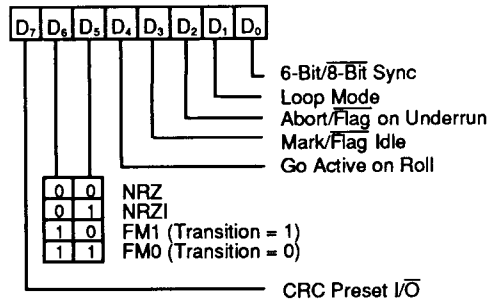 D₇ D₆ D₅ D₄ D₃ D₂ D₁ D₀
6-Bit/8-Bit Sync
Loop Mode
Abort/Flag on Underrun
Mark/Flag Idle
Go Active on Roll
0 0 NRZ
0 1 NRZI
1 0 FM1 (Transition = 1)
1 1 FM0 (Transition = 0)
CRC Preset I/O